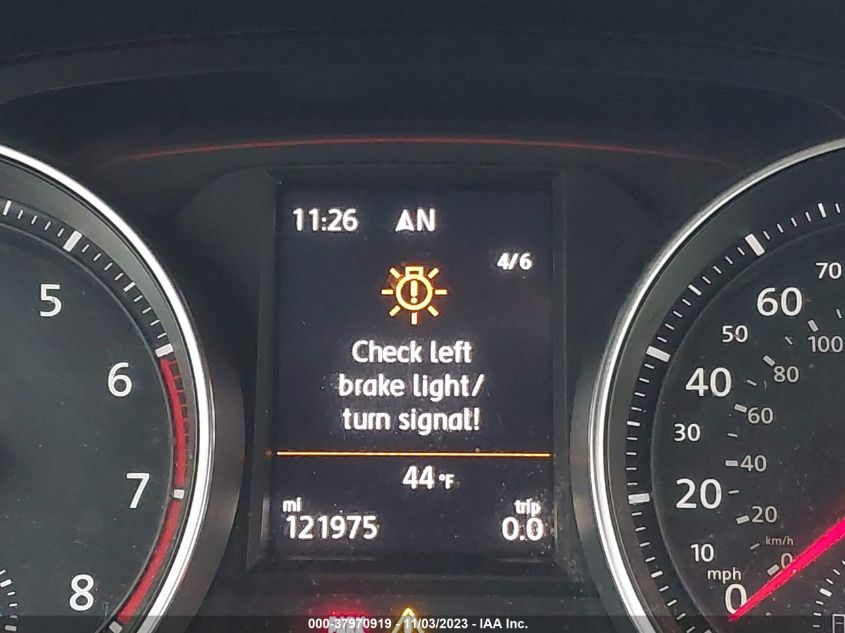 11:26 N
4/6
Check left
brake light/
turn signal!
44°F
mi trip
121975 0.0
5
6
7
8
70
60
50
100
40
80
60
30
40
20
20
km/h
10
0
mph
0
000-37970919 - 11/03/2023 - IAA Inc.